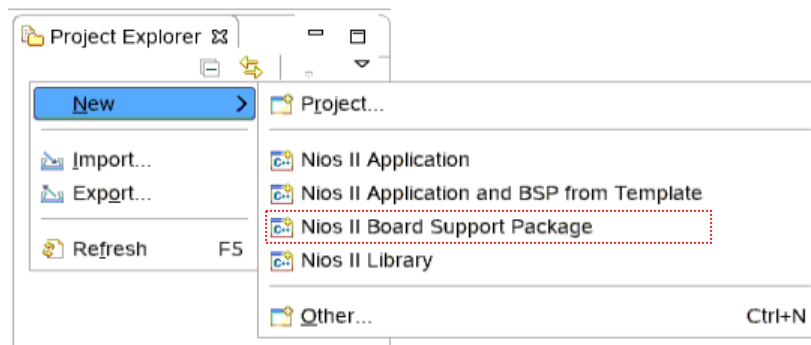 Project Explorer
New
Project...
Import...
Nios II Application
Export...
Nios II Application and BSP from Template
Nios II Board Support Package
Refresh F5
Nios II Library
Other... Ctrl+N